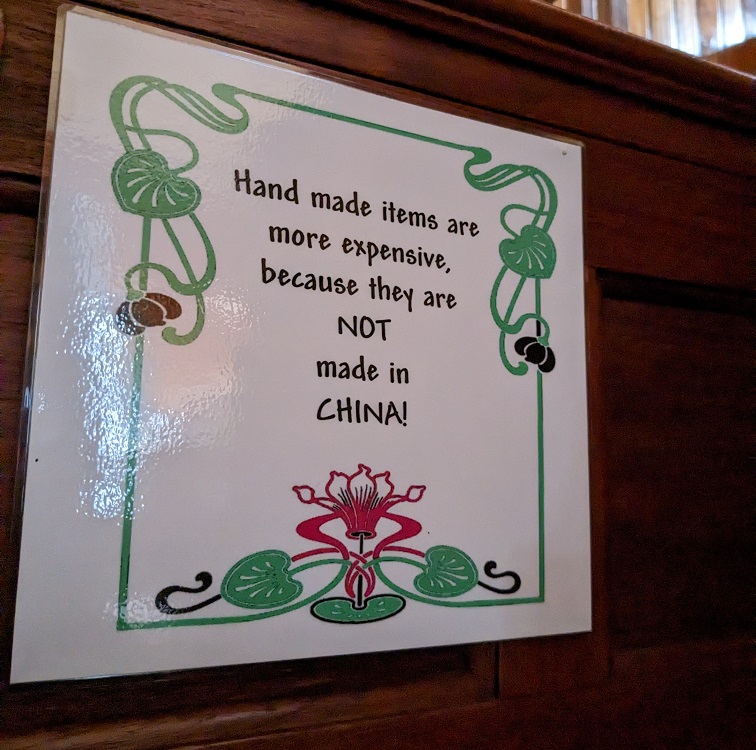 Hand made items are
more expensive,
because they are
NOT
made in
CHINA!